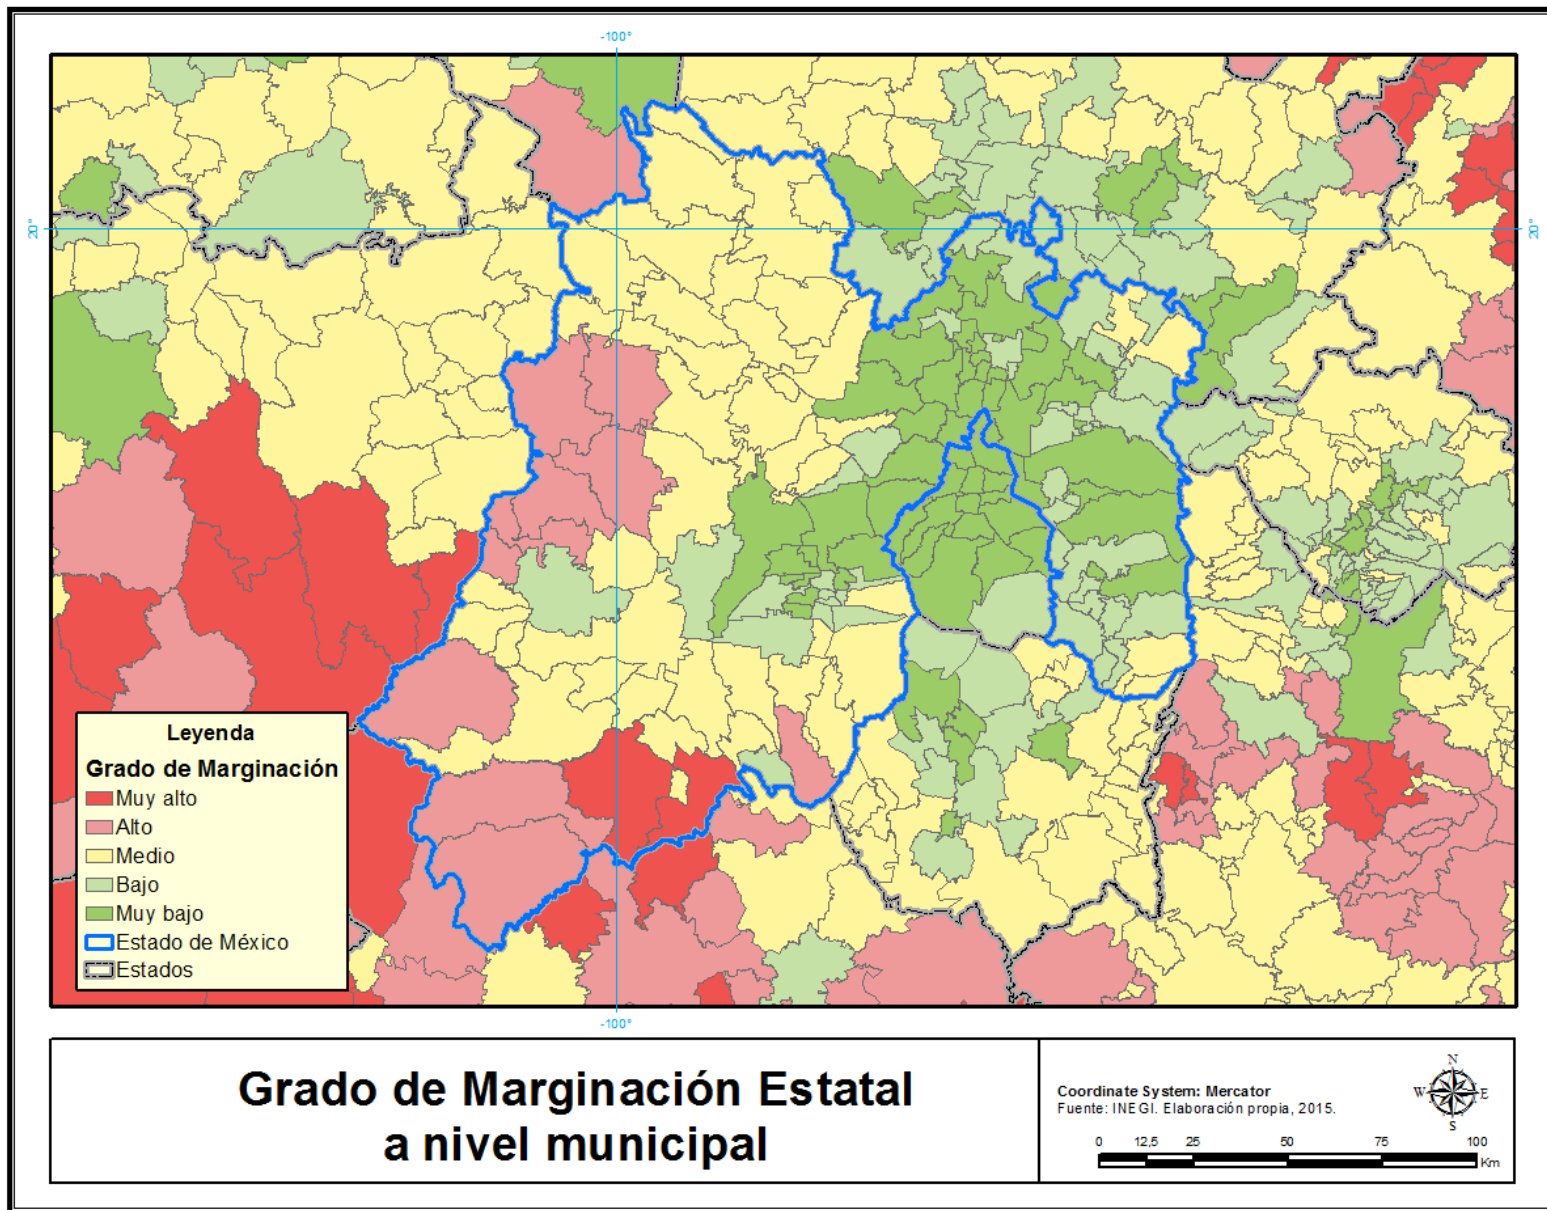 -100°
20°
20°
Leyenda
Grado de Marginación
Muy alto
Alto
Medio
Bajo
Muy bajo
Estado de México
Estados
-100°
Grado de Marginación Estatal
a nivel municipal
Coordinate System: Mercator
Fuente: INEGI. Elaboración propia, 2015.
N
W E
S
0 12,5 25 50 75 100
Km